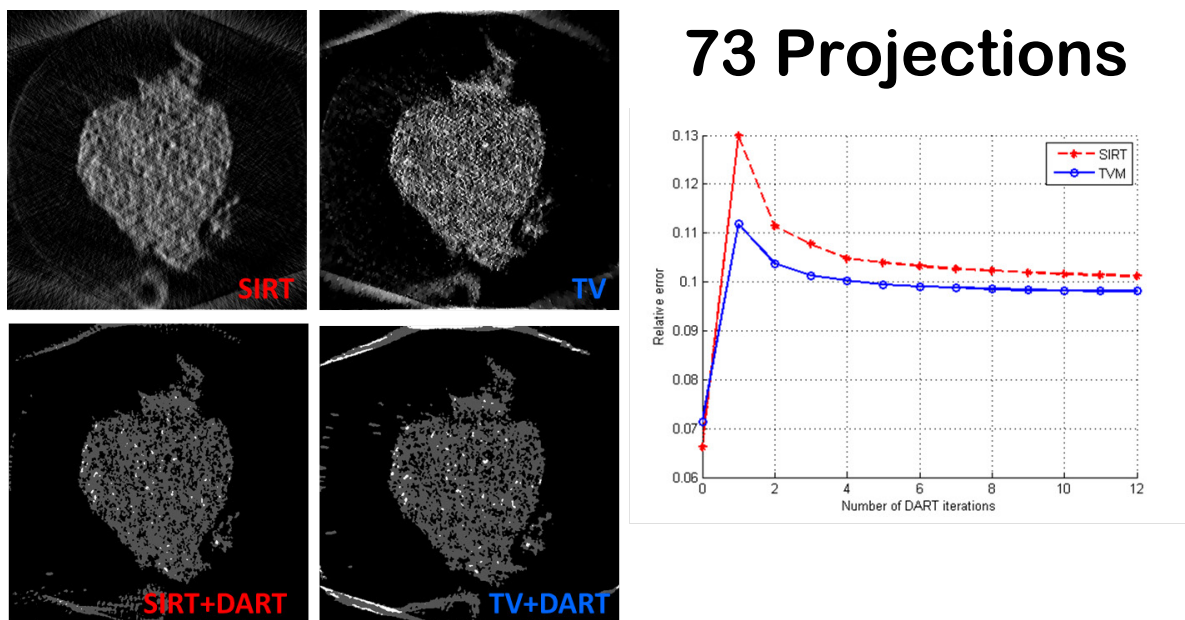 73 Projections
SIRT
TV
SIRT+DART
TV+DART
0.13
0.12
0.11
0.1
0.09
0.08
0.07
0.06
Relative error
SIRT
TVM
0 2 4 6 8 10 12
Number of DART iterations